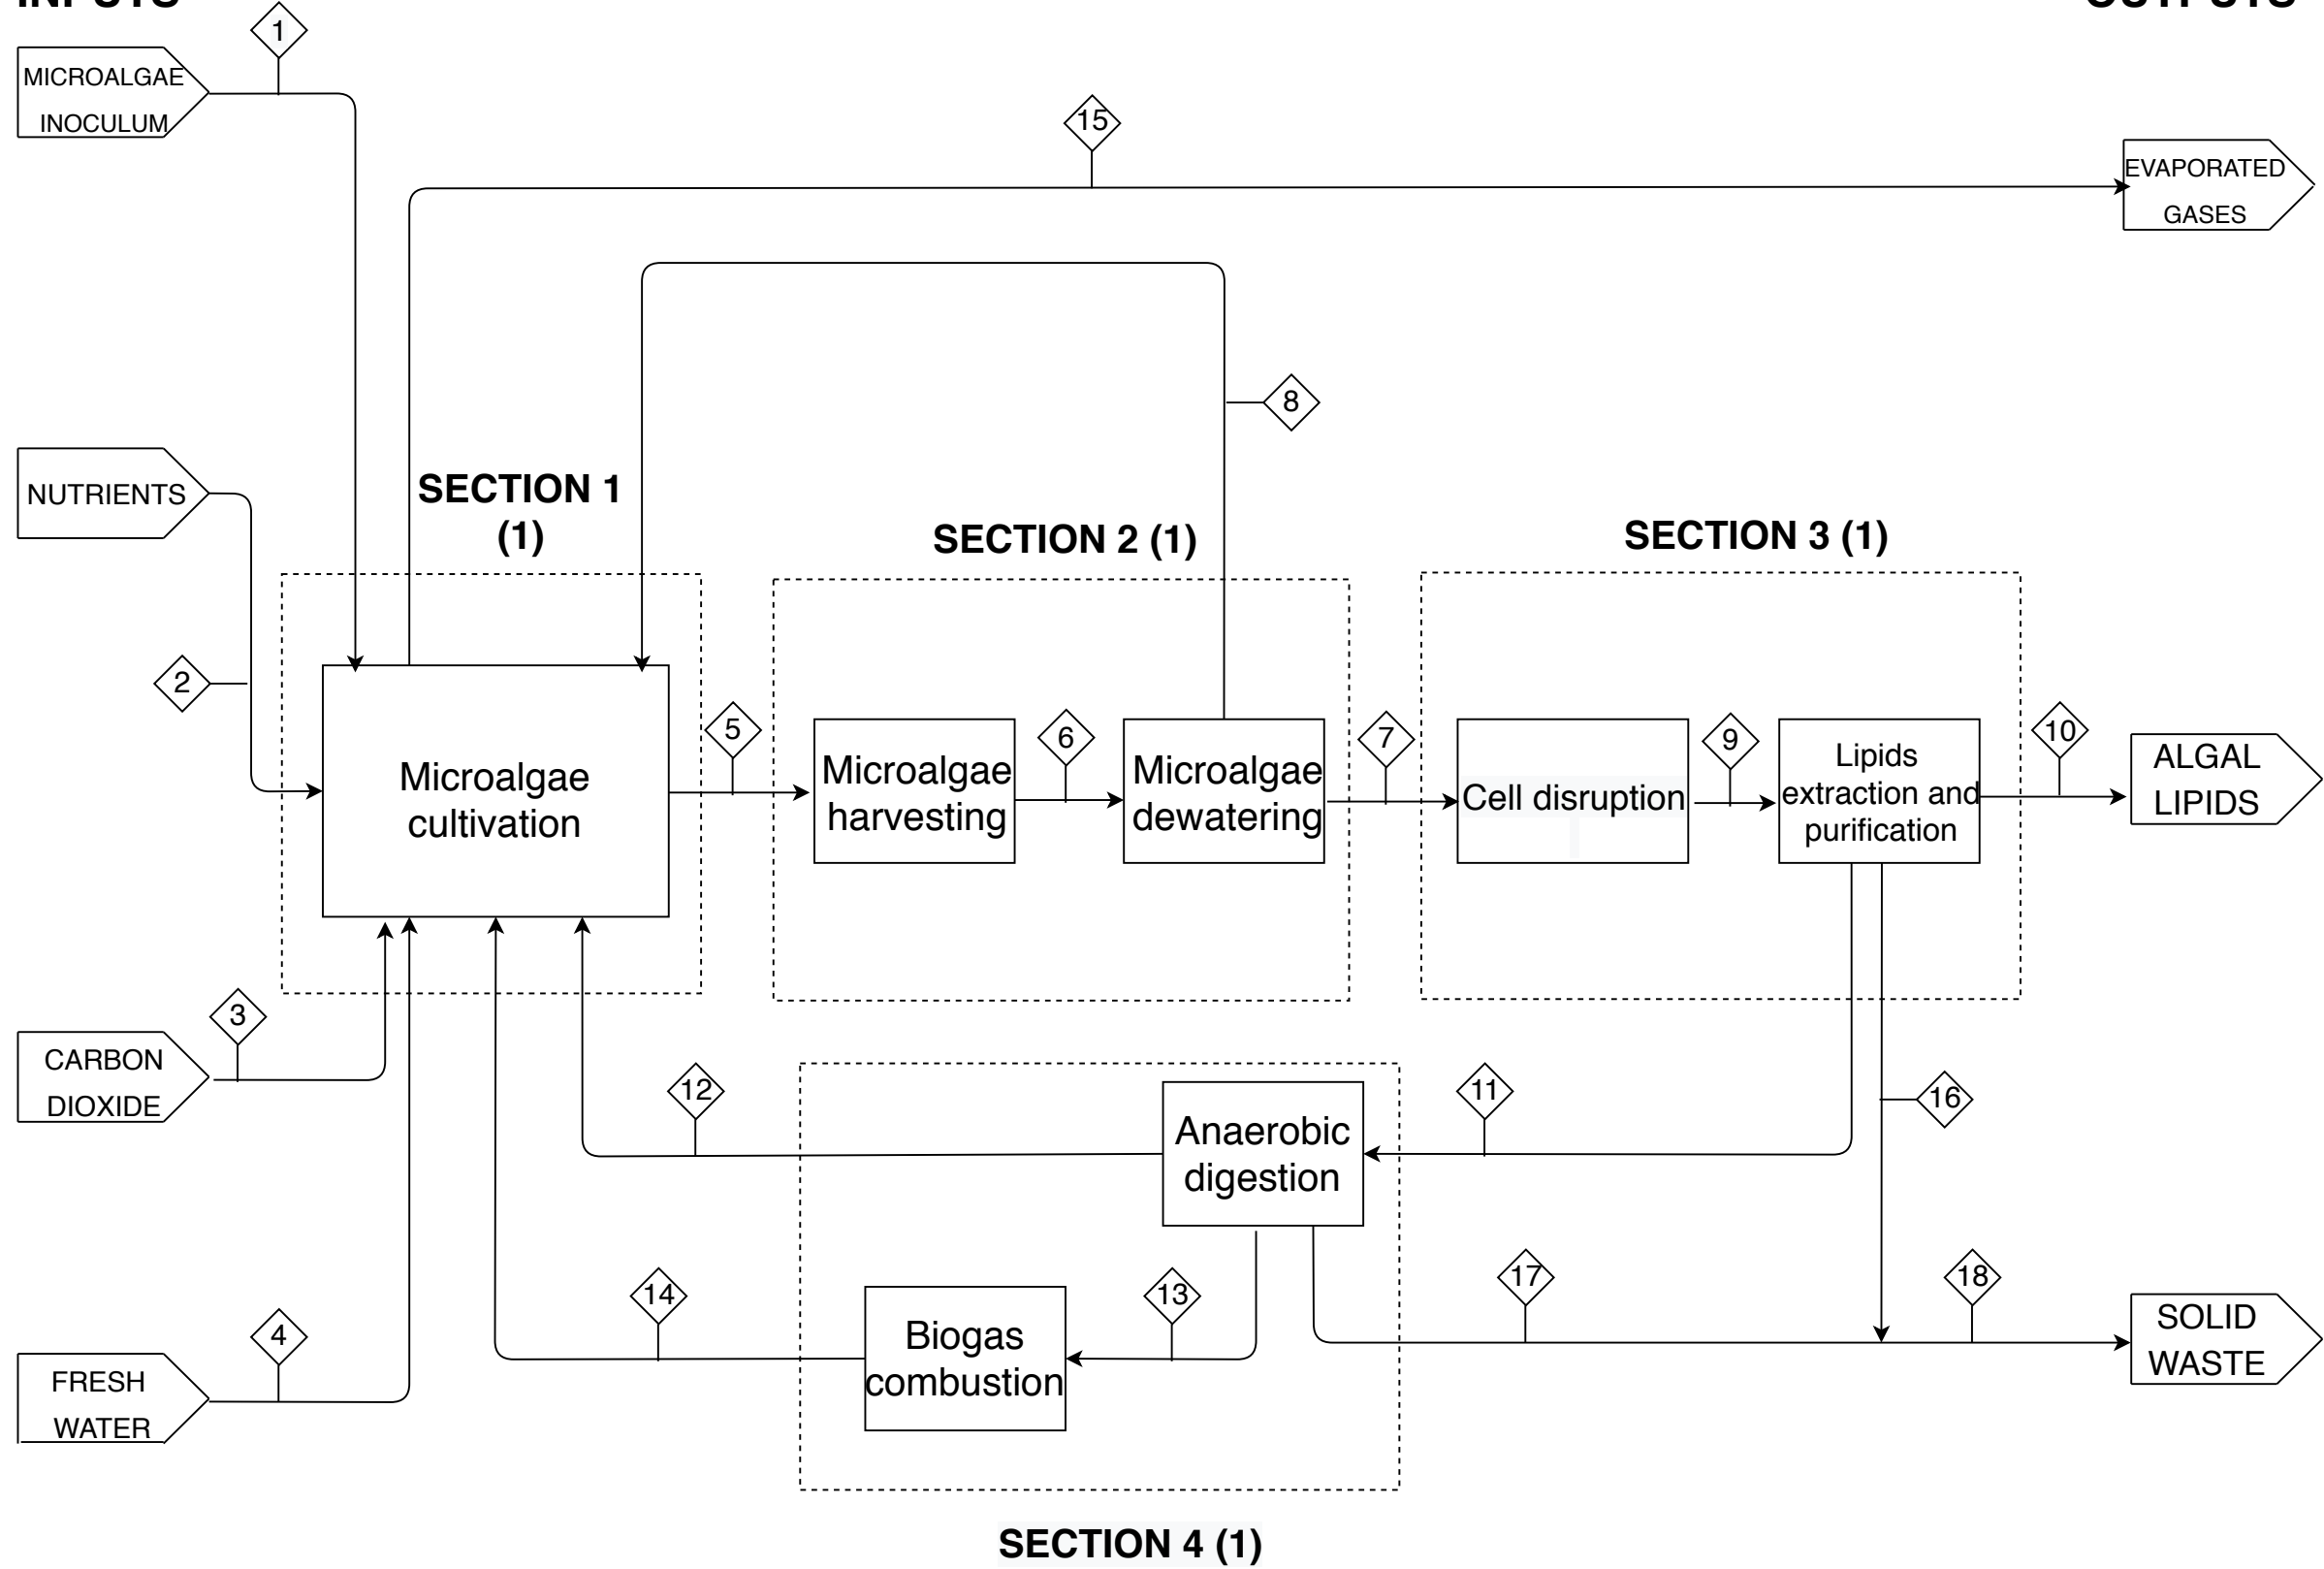 INPUTS
OUTPUTS
1
MICROALGAE
INOCULUM
15
EVAPORATED
GASES
8
NUTRIENTS
SECTION 1
(1)
SECTION 2 (1)
SECTION 3 (1)
2
5
6
7
9
10
Microalgae
cultivation
Microalgae
harvesting
Microalgae
dewatering
Cell disruption
Lipids
extraction and
purification
ALGAL
LIPIDS
3
CARBON
DIOXIDE
12
Anaerobic
digestion
11
16
4
FRESH
WATER
14
Biogas
combustion
13
17
18
SOLID
WASTE
SECTION 4 (1)